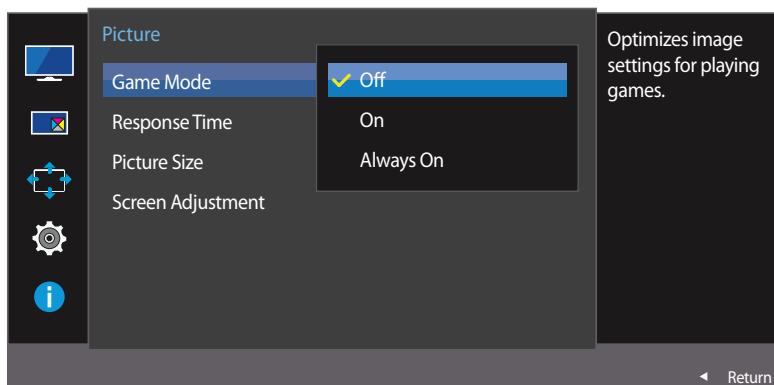 Picture
Game Mode
Off
Response Time
On
Picture Size
Always On
Screen Adjustment
Optimizes image
settings for playing
games.
i
Return